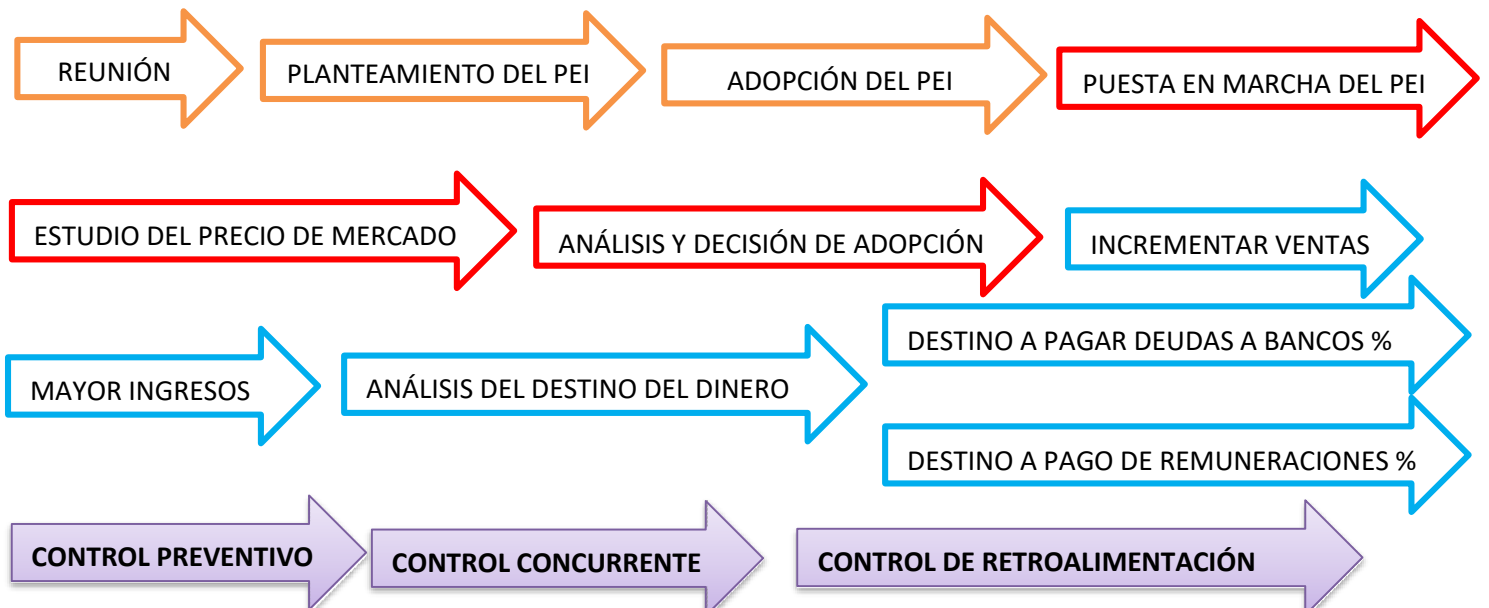 REUNIÓN
PLANTEAMIENTO DEL PEI
ADOPCIÓN DEL PEI
PUESTA EN MARCHA DEL PEI
ESTUDIO DEL PRECIO DE MERCADO
ANÁLISIS Y DECISIÓN DE ADOPCIÓN
INCREMENTAR VENTAS
MAYOR INGRESOS
ANÁLISIS DEL DESTINO DEL DINERO
DESTINO A PAGAR DEUDAS A BANCOS %
DESTINO A PAGO DE REMUNERACIONES %
CONTROL PREVENTIVO
CONTROL CONCURRENTE
CONTROL DE RETROALIMENTACIÓN